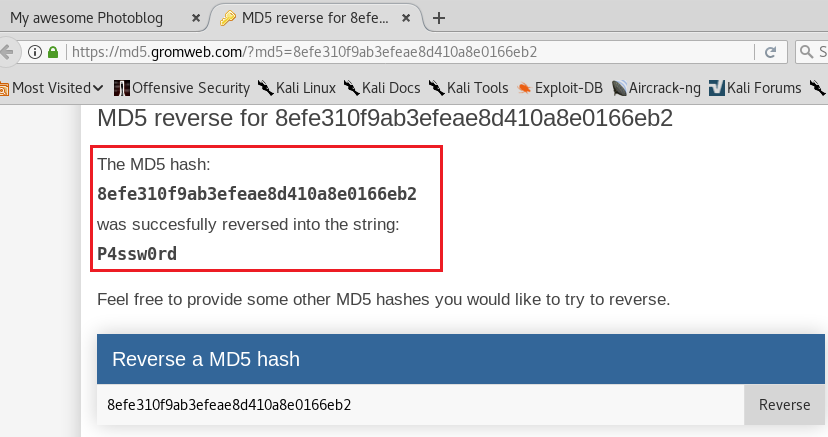 My awesome Photoblog
MD5 reverse for 8efe...
https://md5.gromweb.com/?md5=8efe310f9ab3efeae8d410a8e0166eb2
S
Most Visited
Offensive Security
Kali Linux
Kali Docs
Kali Tools
Exploit-DB
Aircrack-ng
Kali Forums
MD5 reverse for 8efe310f9ab3efeae8d410a8e0166eb2
The MD5 hash:
8efe310f9ab3efeae8d410a8e0166eb2
was succesfully reversed into the string:
P4ssw0rd
Feel free to provide some other MD5 hashes you would like to try to reverse.
Reverse a MD5 hash
8efe310f9ab3efeae8d410a8e0166eb2
Reverse